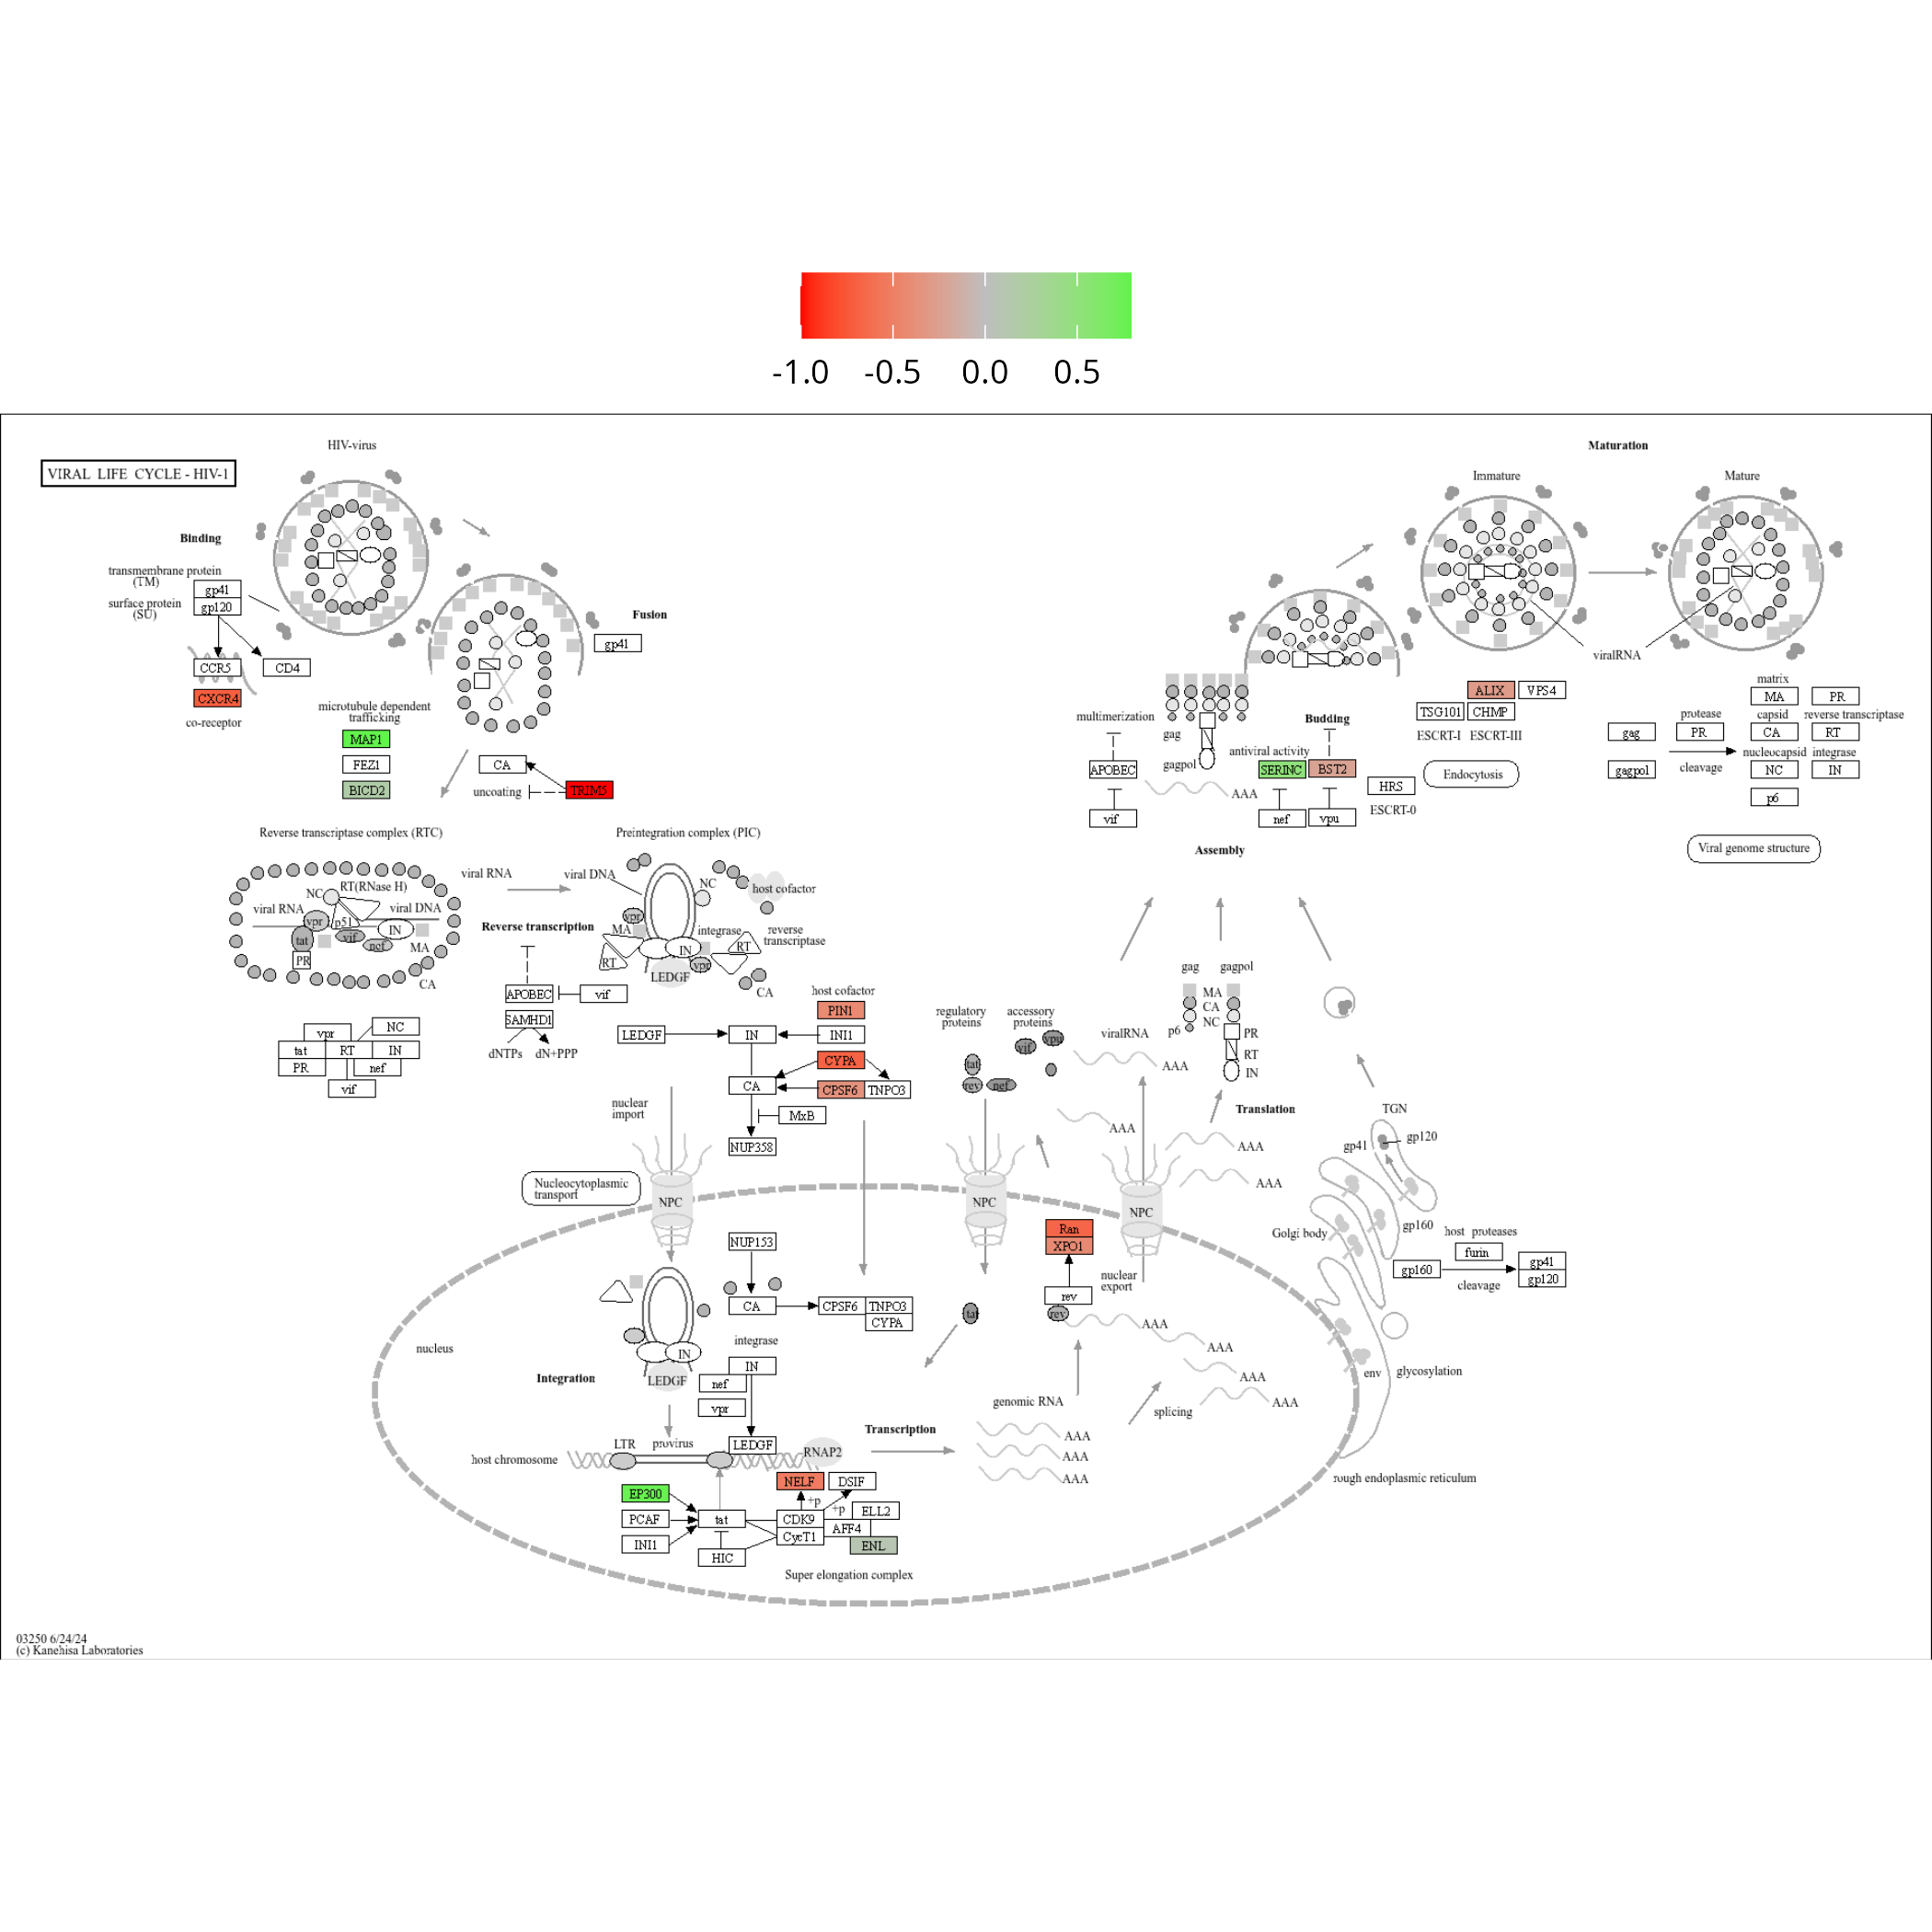 -1.0 -0.5 0.0 0.5
VIRAL LIFE CYCLE - HIV-1
HIV-virus
Binding
transmembrane protein
(TM)
surface protein
(SU)
gp41
gp120
CCR5
CD4
CXCR4
co-receptor
Fusion
gp41
microtubule dependent
trafficking
MAP1
FEZ1
BICD2
CA
uncoating
TRIM5
Reverse transcriptase complex (RTC)
NC
RT(RNase H)
viral RNA
vpr
p51
viral DNA
tat
vif
nef
IN
MA
PR
CA
vpr
NC
tat
RT
IN
PR
nef
vif
viral RNA
Reverse transcription
APOBEC
vif
SAMHD1
dNTPs
dN+PPP
Preintegration complex (PIC)
viral DNA
NC
host cofactor
vpr
MA
integrase
reverse
transcriptase
IN
RT
RT
vpr
LEDGF
CA
host cofactor
PIN1
LEDGF
IN
INI1
CYPA
CA
CPSF6
TNPO3
MxB
NUP358
nuclear
import
Nucleocytoplasmic
transport
NPC
NPC
NPC
nucleus
NUP153
CA
CPSF6
TNPO3
CYPA
integrase
IN
nef
vpr
LEDGF
IN
LEDGF
Integration
LTR
provirus
host chromosome
RNAP2
Transcription
NELF
DSIF
EP300
PCAF
INI1
tat
HIC
+p
+p
CDK9
CycT1
ELL2
AFF4
ENL
Super elongation complex
regulatory
proteins
accessory
proteins
tat
rev
nef
vif
vpu
viralRNA
AAA
AAA
Ran
XPO1
rev
rev
nuclear
export
tat
AAA
AAA
AAA
AAA
genomic RNA
AAA
AAA
AAA
splicing
Translation
AAA
AAA
gag
gagpol
MA
CA
NC
p6
PR
RT
IN
Assembly
multimerization
gag
gagpol
APOBEC
vif
AAA
Budding
antiviral activity
SERINC
BST2
nef
vpu
HRS
ESCRT-0
ALIX
VPS4
TSG101
CHMP
ESCRT-I
ESCRT-III
Endocytosis
Maturation
Immature
Mature
viralRNA
gag
gagpol
protease
PR
cleavage
matrix
MA
PR
capsid
reverse transcriptase
CA
RT
nucleocapsid
integrase
NC
IN
p6
Viral genome structure
TGN
gp41
gp120
gp160
Golgi body
host proteases
furin
gp160
cleavage
gp41
gp120
env
glycosylation
rough endoplasmic reticulum
03250 6/24/24
(c) Kanehisa Laboratories